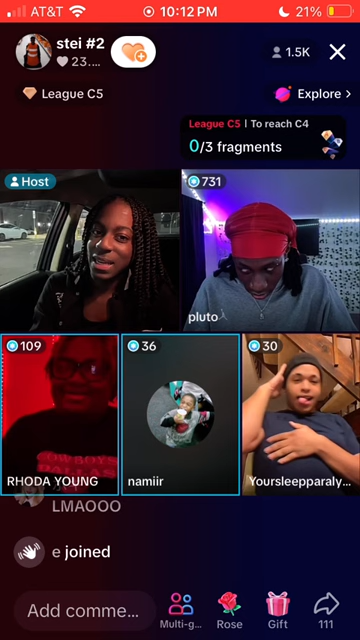 AT&T
10:12 PM
21%
stei #2
23....
1.5K
League C5
Explore
League C5 | To reach C4
0/3 fragments
Host
731
pluto
109
36
30
COWBOYS
DALLAS
RHODA YOUNG
namiir
Yoursleepparaly...
LMAOOO
e joined
Add comme...
Multi-g...
Rose
Gift
111